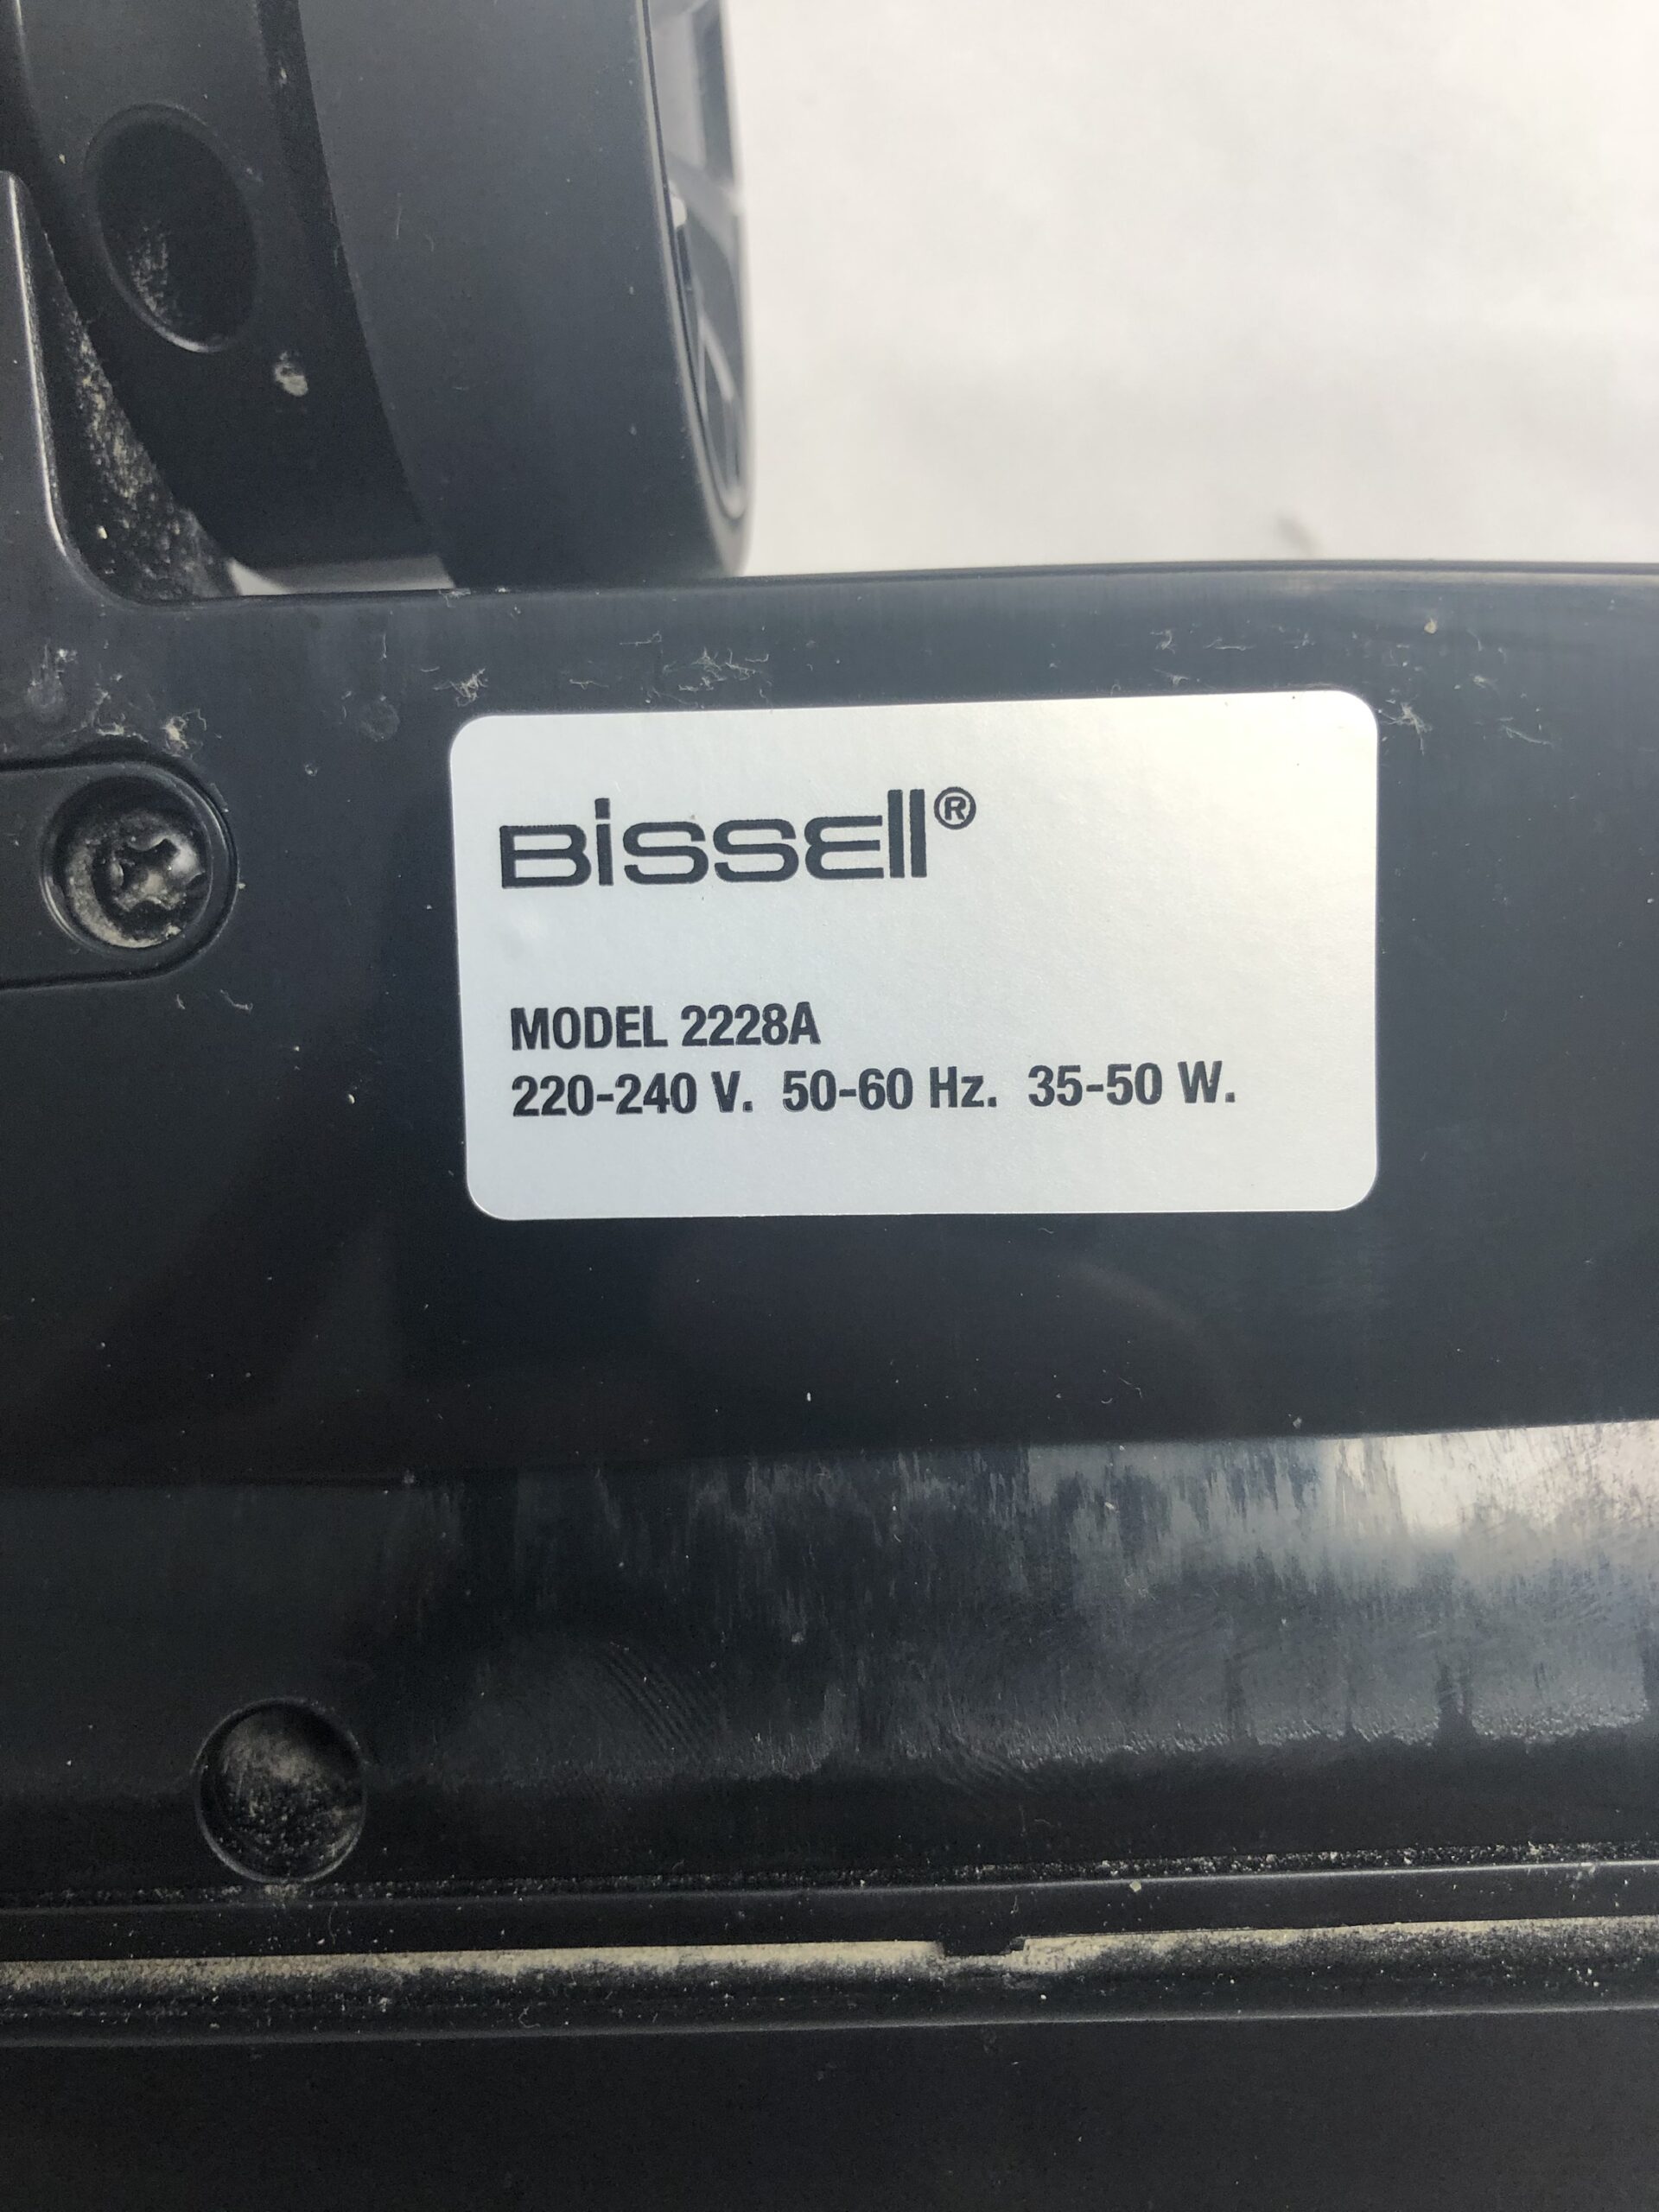 BISSELL®
MODEL 2228A
220-240 V. 50-60 Hz. 35-50 W.